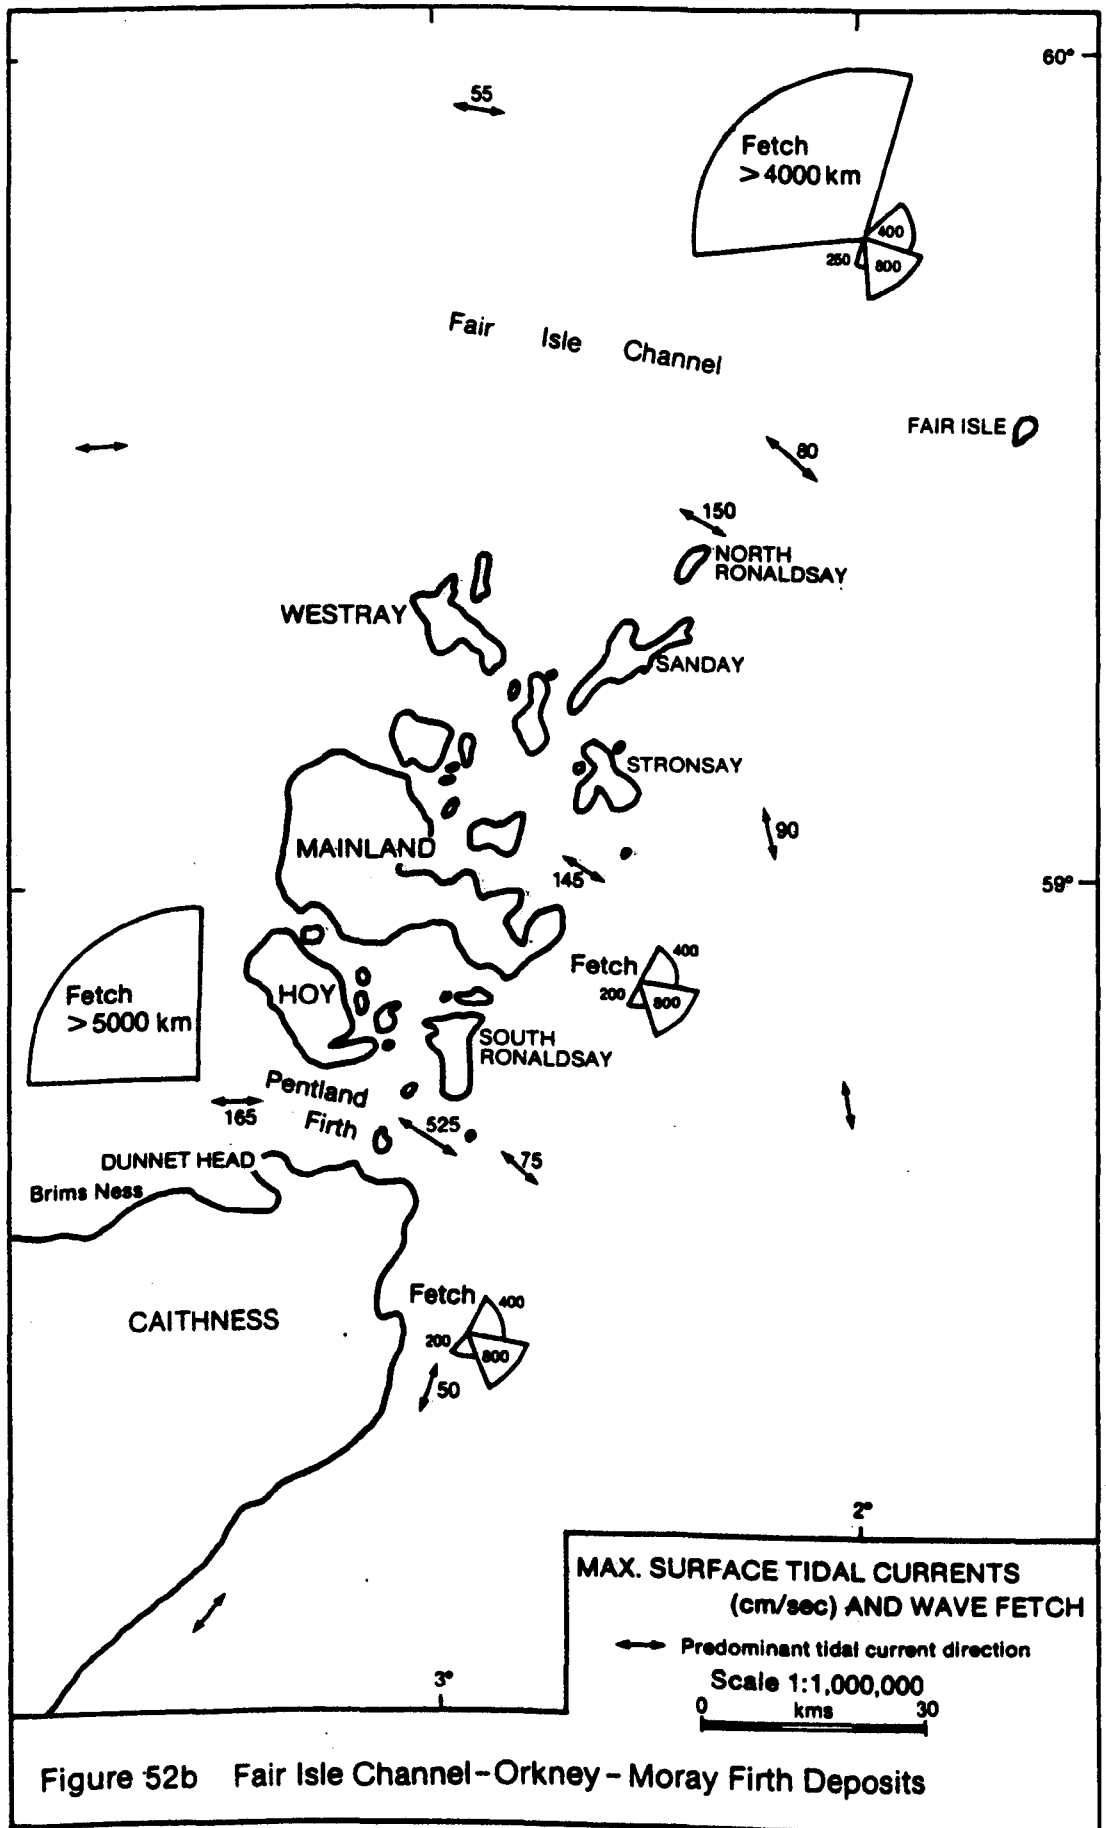 60°
55
Fetch
> 4000 km
400
250
800
Fair Isle Channel
FAIR ISLE
80
150
NORTH
RONALDSAY
WESTRAY
SANDAY
STRONSAY
90
MAINLAND
145
59°
Fetch
400
200
800
Fetch
> 5000 km
HOY
SOUTH
RONALDSAY
Pentland
Firth
165
525
75
DUNNET HEAD
Brims Ness
CAITHNESS
Fetch
400
200
800
50
2°
3°
MAX. SURFACE TIDAL CURRENTS
(cm/sec) AND WAVE FETCH
Predominant tidal current direction
Scale 1:1,000,000
0 kms 30
Figure 52b Fair Isle Channel-Orkney-Moray Firth Deposits